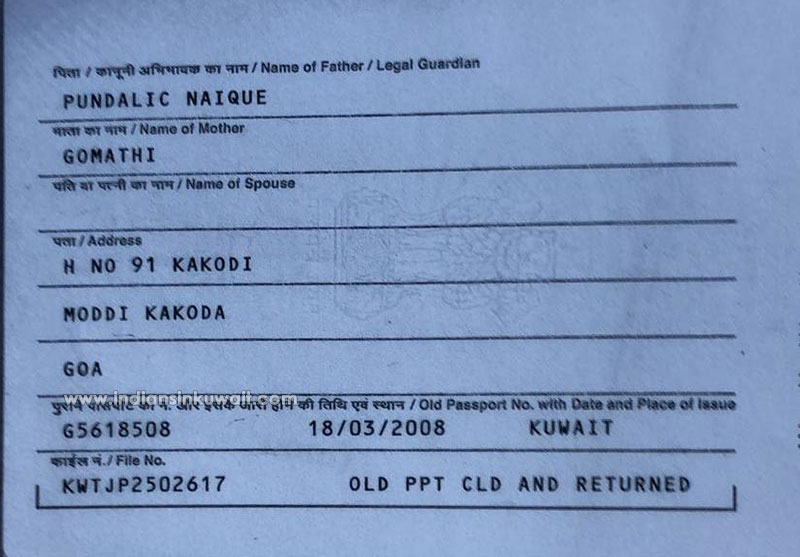 पिता / कानूनी अभिभावक का नाम / Name of Father / Legal Guardian
PUNDALIC NAIQUE
माता का नाम / Name of Mother
GOMATHI
पति या पत्नी का नाम / Name of Spouse
पता / Address
H NO 91 KAKODI
MODDI KAKODA
GOA
www.indiansinkuwait.com
पुराने पासपोर्ट का नं. और इसके जारी होने की तिथि एवं स्थान / Old Passport No. with Date and Place of Issue
G5618508 18/03/2008 KUWAIT
फाईल नं./ File No.
KWTJP2502617 OLD PPT CLD AND RETURNED